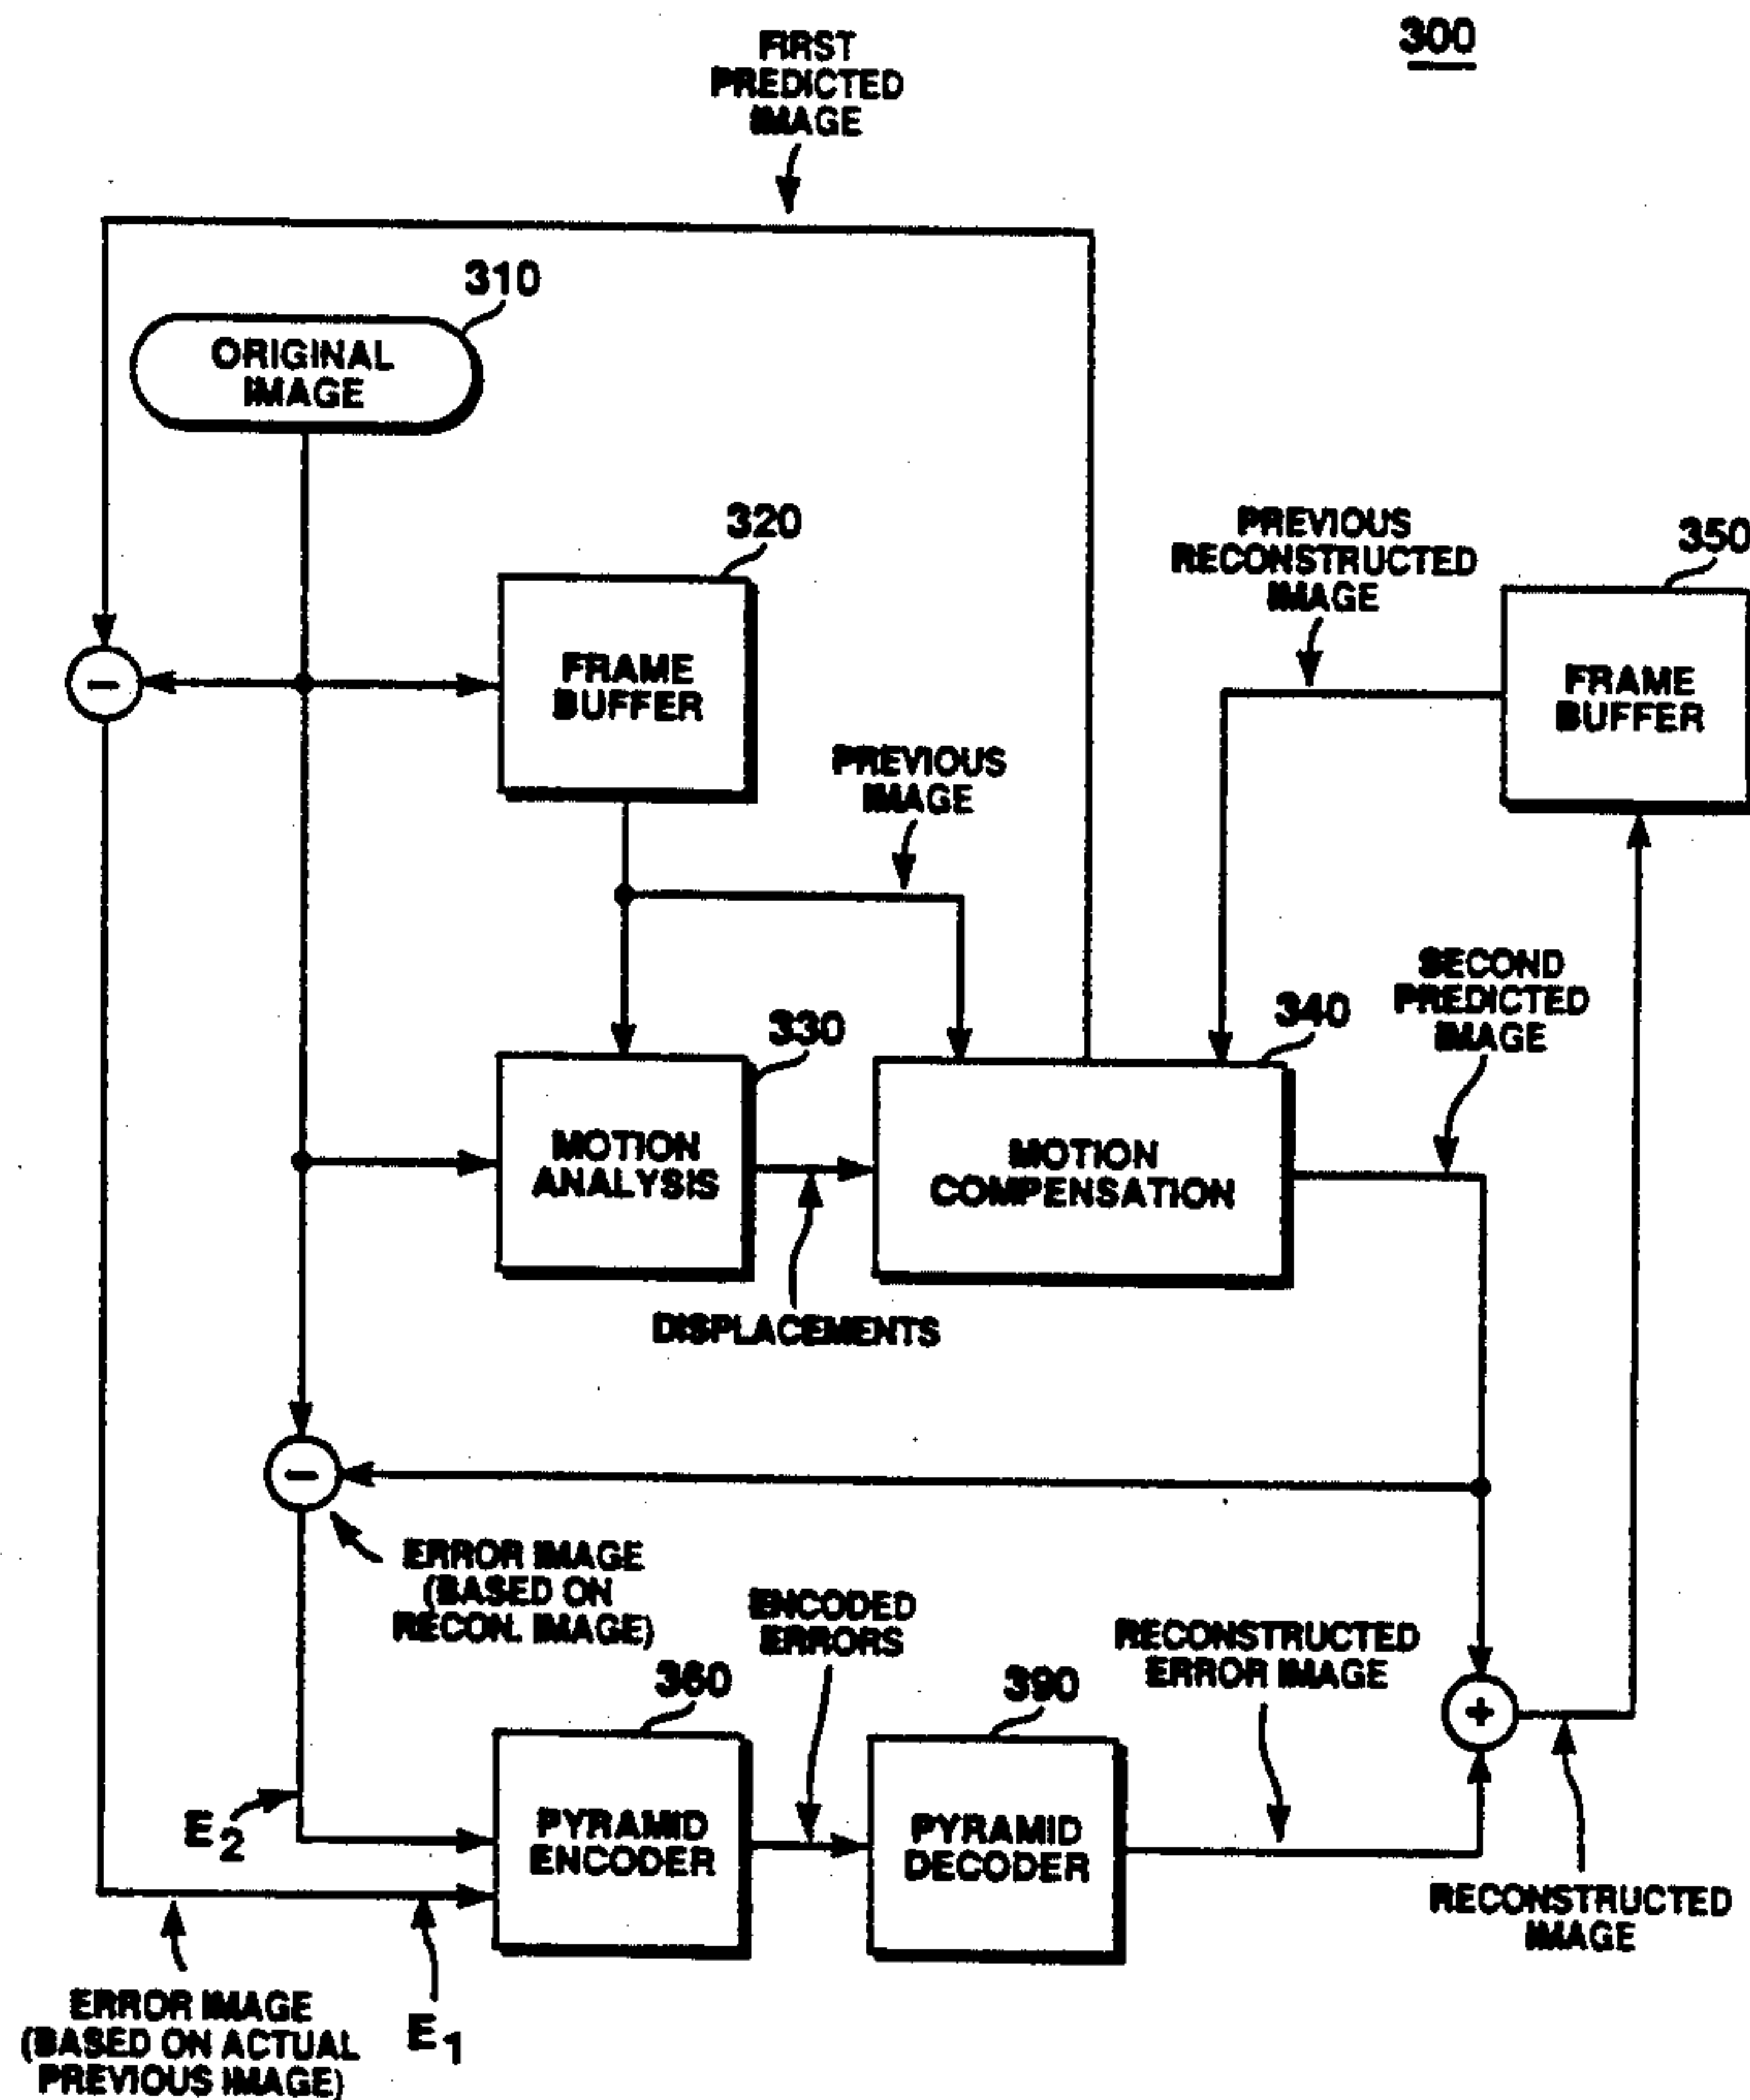 300
FIRST
PREDICTED
IMAGE
310
ORIGINAL
IMAGE
320
FRAME
BUFFER
PREVIOUS
RECONSTRUCTED
IMAGE
350
FRAME
BUFFER
PREVIOUS
IMAGE
330
MOTION
ANALYSIS
340
MOTION
COMPENSATION
SECOND
PREDICTED
IMAGE
DISPLACEMENTS
ERROR IMAGE
(BASED ON
RECON. IMAGE)
ENCODED
ERRORS
RECONSTRUCTED
ERROR IMAGE
360
PYRAMID
ENCODER
390
PYRAMID
DECODER
E2
RECONSTRUCTED
IMAGE
ERROR IMAGE
(BASED ON ACTUAL
PREVIOUS IMAGE)
E1